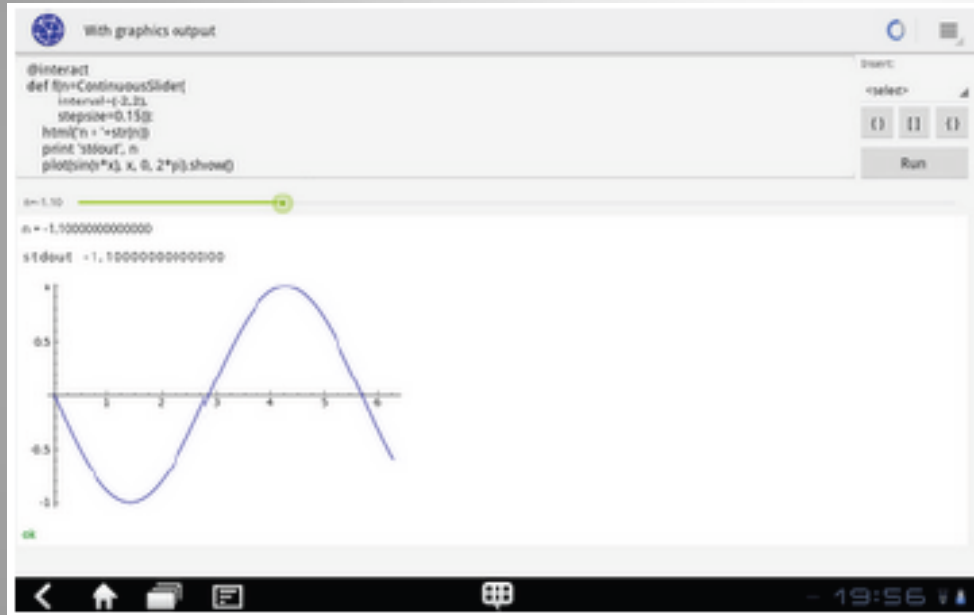 With graphics output
@interact
def f(n=ContinuousSlider(
interval=(-2,2),
stepsize=0.15)):
html('n = '+str(n))
print 'stdout', n
plot(sin(n*x), x, 0, 2*pi).show()
Insert:
<select>
() [] {}
Run
n=-1.10
n = -1.10000000000000
stdout -1.10000000000000
1
0.5
1 2 3 4 5 6
-0.5
-1
ok
19:56